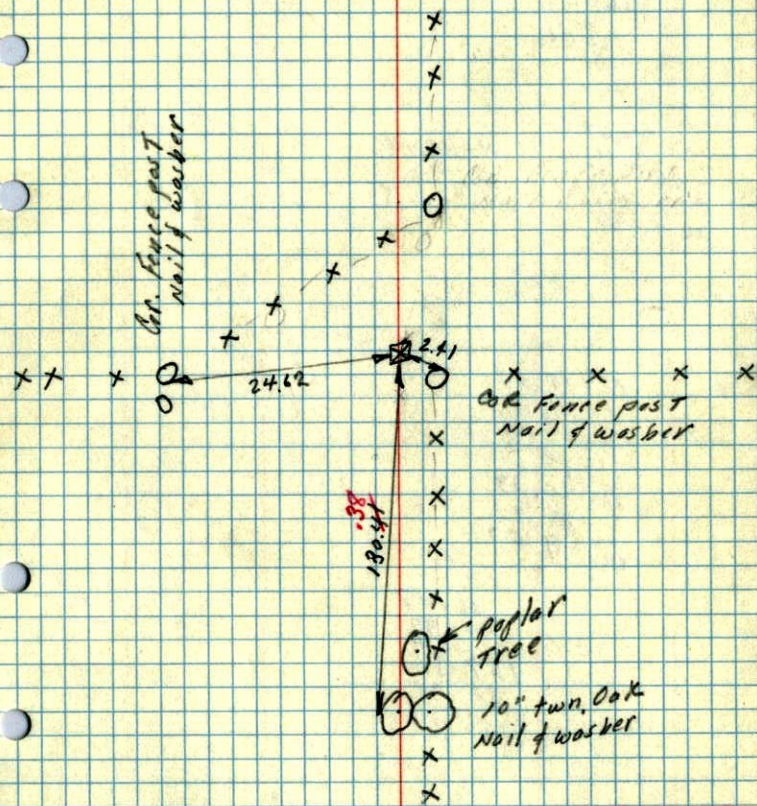 Cor. Fence post
Nail & washer
2.41
24.62
Cor Fence post
Nail & washer
.38
130.41
poplar
Tree
10" twn. Oak
Nail & washer